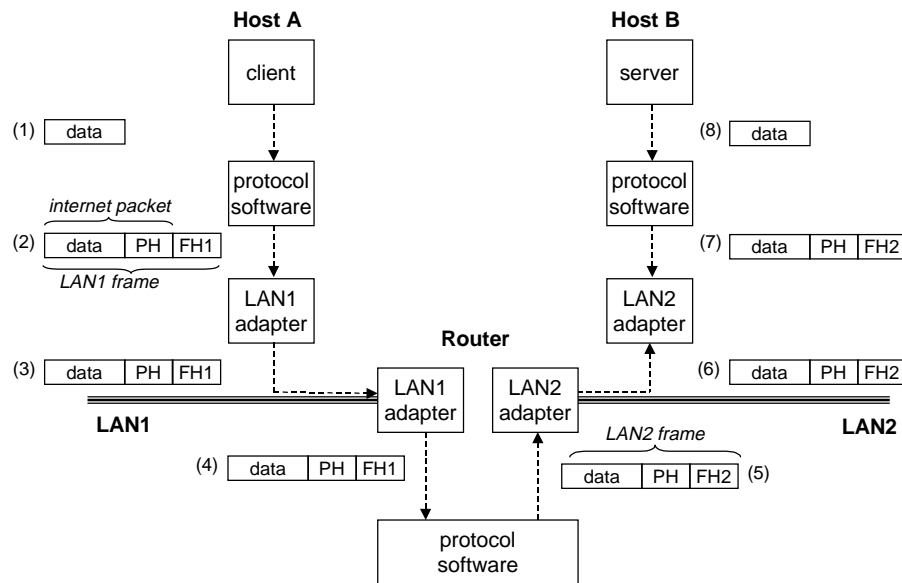 Host A
Host B
client
server
(1) data
(8) data
protocol
software
protocol
software
internet packet
(2) data PH FH1
LAN1 frame
(7) data PH FH2
LAN1
adapter
LAN2
adapter
Router
(3) data PH FH1
(6) data PH FH2
LAN1
adapter
LAN2
adapter
LAN1
LAN2
LAN2 frame
(4) data PH FH1
data PH FH2 (5)
protocol
software